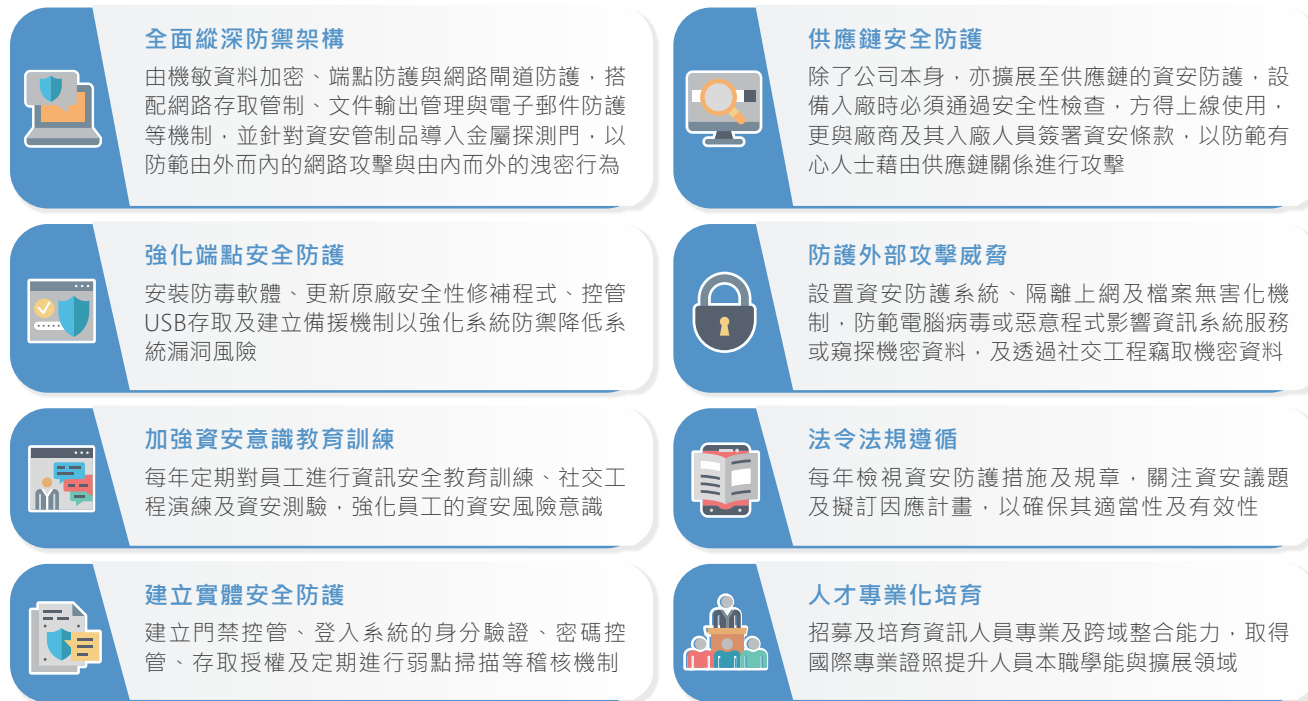 全面縱深防禦架構
由機敏資料加密、端點防護與網路閘道防護，搭
配網路存取管制、文件輸出管理與電子郵件防護
等機制，並針對資安管制品導入金屬探測門，以
防範由外而內的網路攻擊與由內而外的洩密行為
供應鏈安全防護
除了公司本身，亦擴展至供應鏈的資安防護，設
備入廠時必須通過安全性檢查，方得上線使用，
更與廠商及其入廠人員簽署資安條款，以防範有
心人士藉由供應鏈關係進行攻擊
強化端點安全防護
安裝防毒軟體、更新原廠安全性修補程式、控管
USB存取及建立備援機制以強化系統防禦降低系
統漏洞風險
防護外部攻擊威脅
設置資安防護系統、隔離上網及檔案無害化機
制，防範電腦病毒或惡意程式影響資訊系統服務
或窺探機密資料，及透過社交工程竊取機密資料
加強資安意識教育訓練
每年定期對員工進行資訊安全教育訓練、社交工
程演練及資安測驗，強化員工的資安風險意識
法令法規遵循
每年檢視資安防護措施及規章，關注資安議題
及擬訂因應計畫，以確保其適當性及有效性
建立實體安全防護
建立門禁控管、登入系統的身分驗證、密碼控
管、存取授權及定期進行弱點掃描等稽核機制
人才專業化培育
招募及培育資訊人員專業及跨域整合能力，取得
國際專業證照提升人員本職學能與擴展領域